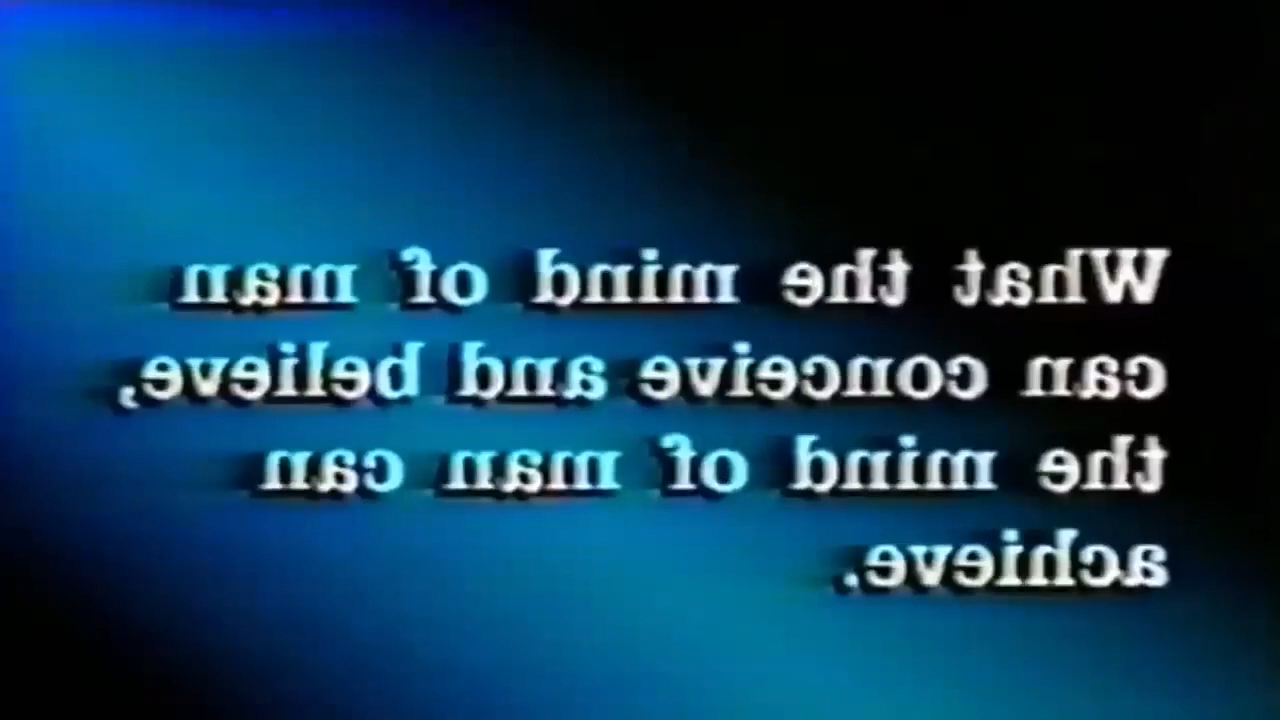 What the mind of man
can conceive and believe,
the mind of man can
achieve.